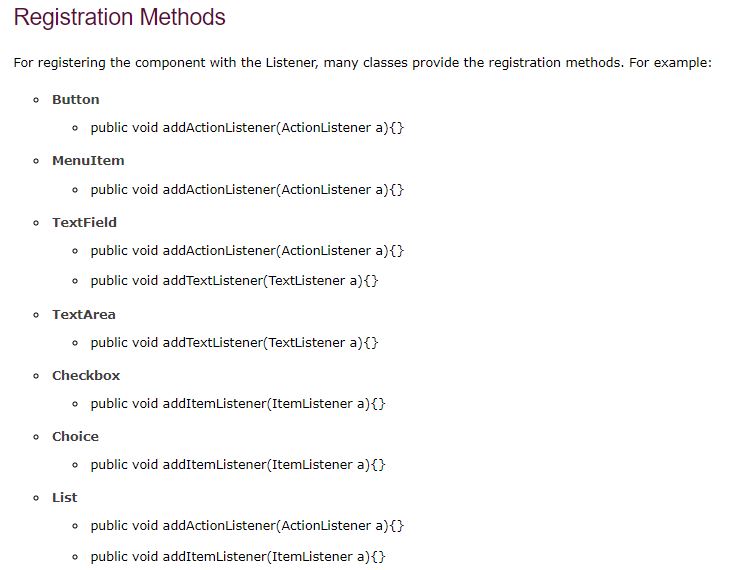 Registration Methods
For registering the component with the Listener, many classes provide the registration methods. For example:
Button
public void addActionListener(ActionListener a){}
MenuItem
public void addActionListener(ActionListener a){}
TextField
public void addActionListener(ActionListener a){}
public void addTextListener(TextListener a){}
TextArea
public void addTextListener(TextListener a){}
Checkbox
public void addItemListener(ItemListener a){}
Choice
public void addItemListener(ItemListener a){}
List
public void addActionListener(ActionListener a){}
public void addItemListener(ItemListener a){}